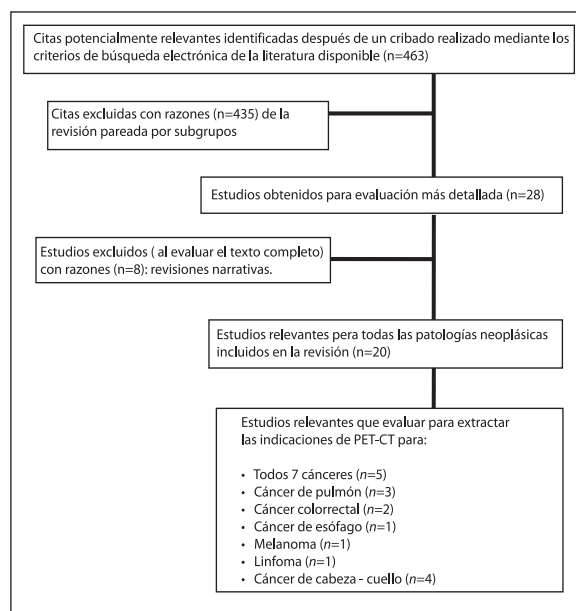 Citas potencialmente relevantes identificadas después de un cribado realizado mediante los
criterios de búsqueda electrónica de la literatura disponible (n=463)
Citas excluidas con razones (n=435) de la
revisión pareada por subgrupos
Estudios obtenidos para evaluación más detallada (n=28)
Estudios excluidos ( al evaluar el texto completo)
con razones (n=8): revisiones narrativas.
Estudios relevantes pera todas las patologías neoplásicas
incluidos en la revisión (n=20)
Estudios relevantes que evaluar para extractar
las indicaciones de PET-CT para:
• Todos 7 cánceres (n=5)
• Cáncer de pulmón (n=3)
• Cáncer colorrectal (n=2)
• Cáncer de esófago (n=1)
• Melanoma (n=1)
• Linfoma (n=1)
• Cáncer de cabeza - cuello (n=4)